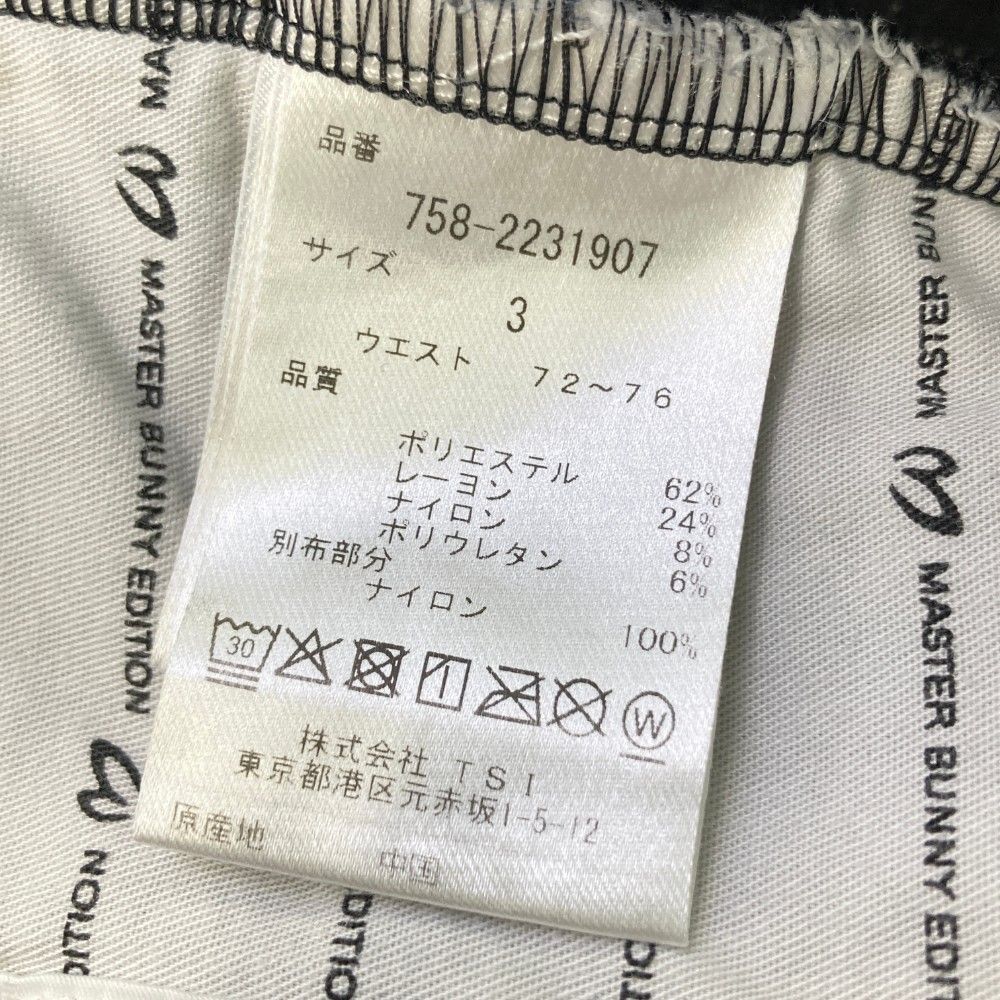 品番
758-2231907
サイズ
3
ウエスト 72～76
品質
ポリエステル 62%
レーヨン 24%
ナイロン 8%
ポリウレタン 6%
別布部分
ナイロン 100%
30
W
株式会社 TSI
東京都港区元赤坂1-5-12
原産地 中国
MASTER BUNNY EDITION
MASTER BUNNY EDITION
MASTER BUNN